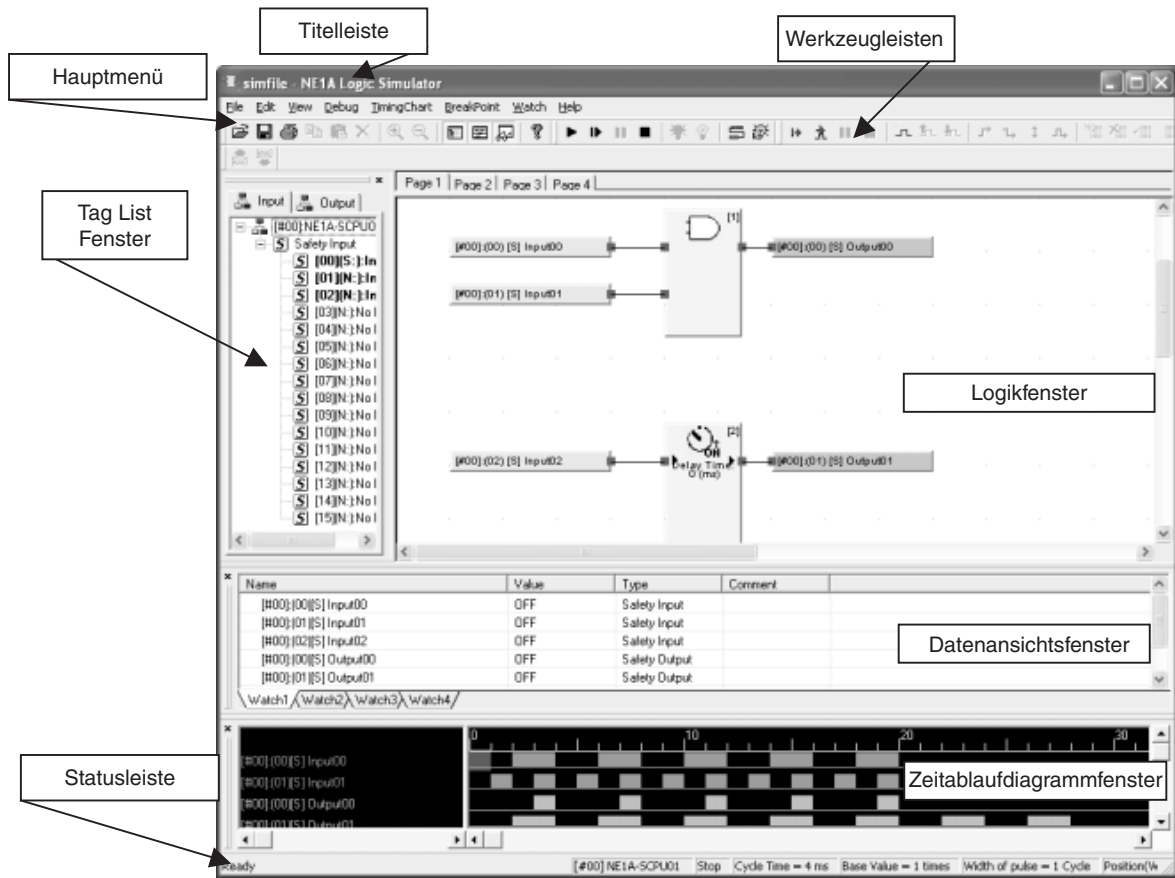 Titelleiste
Werkzeugleisten
Hauptmenü
simfile - NE1A Logic Simulator
File Edit View Debug TimingChart BreakPoint Watch Help
Page 1 Page 2 Page 3 Page 4
Input Output
Tag List
Fenster
[#00]:NE1A-SCPU0
Safety Input
[00][S:]:In
[01][N:]:In
[02][N:]:In
[03][N:]:No I
[04][N:]:No I
[05][N:]:No I
[06][N:]:No I
[07][N:]:No I
[08][N:]:No I
[09][N:]:No I
[10][N:]:No I
[11][N:]:No I
[12][N:]:No I
[13][N:]:No I
[14][N:]:No I
[15][N:]:No I
[1]
[#00]:(00) [S] Input00
[#00]:(00) [S] Output00
[#00]:(01) [S] Input01
Logikfenster
[2]
ON
[#00]:(02) [S] Input02
Delay Time:
0 (ms)
[#00]:(01) [S] Output01
Name Value Type Comment
[#00]:(00)[S] Input00 OFF Safety Input
[#00]:(01)[S] Input01 OFF Safety Input
[#00]:(02)[S] Input02 OFF Safety Input
[#00]:(00)[S] Output00 OFF Safety Output
[#00]:(01)[S] Output01 OFF Safety Output
Datenansichtsfenster
Watch1 Watch2 Watch3 Watch4
0 10 20 30
[#00]:(00)[S] Input00
[#00]:(01)[S] Input01
[#00]:(00)[S] Output00
[#00]:(01)[S] Output01
Zeitablaufdiagrammfenster
Statusleiste
Ready
[#00] NE1A-SCPU01 Stop Cycle Time = 4 ms Base Value = 1 times Width of pulse = 1 Cycle Position(W